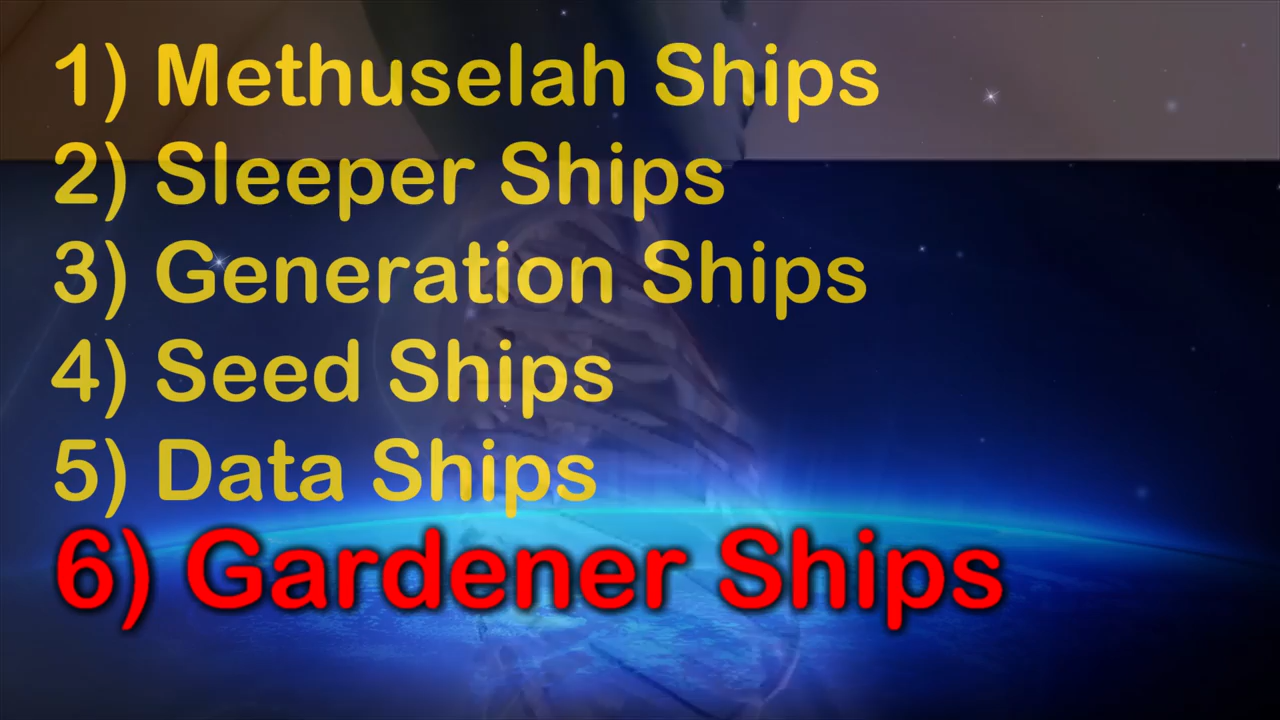 1) Methuselah Ships
2) Sleeper Ships
3) Generation Ships
4) Seed Ships
5) Data Ships
6) Gardener Ships